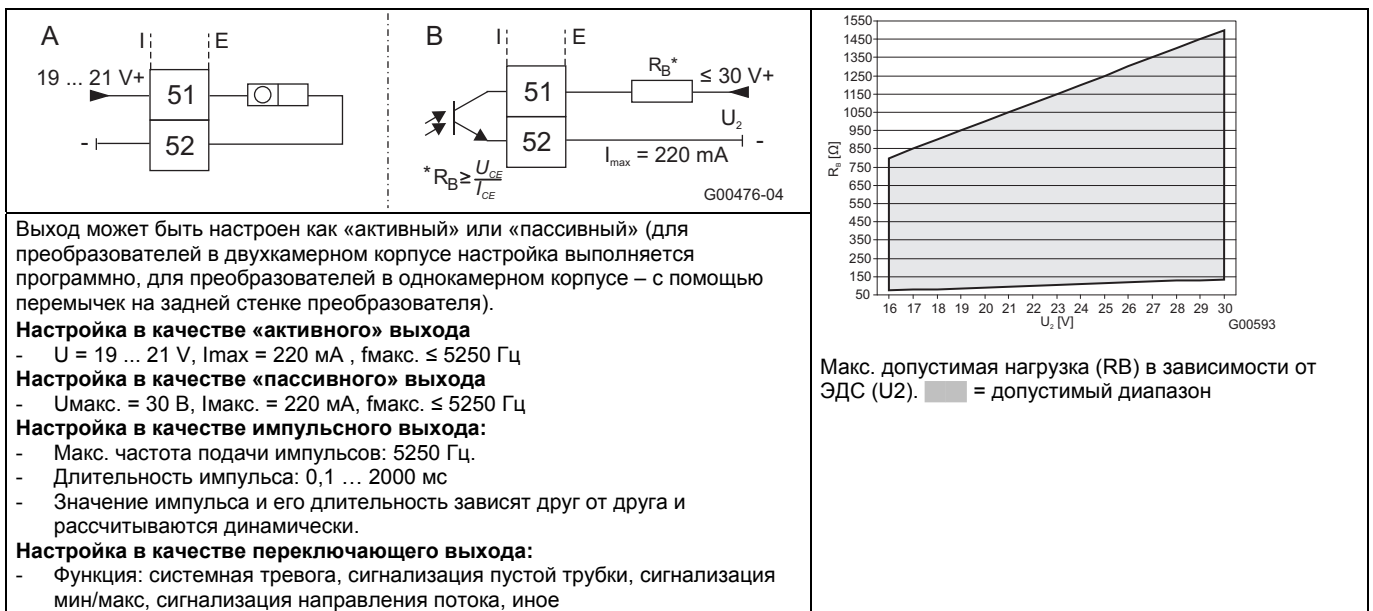 A
I E
19 ... 21 V+
51
- 52
B
I E
R_B* ≤ 30 V+
51
U₂
52 -
I_max = 220 mA
*R_B≥ U_CE
I_CE
G00476-04
Выход может быть настроен как «активный» или «пассивный» (для
преобразователей в двухкамерном корпусе настройка выполняется
программно, для преобразователей в однокамерном корпусе – с помощью
перемычек на задней стенке преобразователя).
Настройка в качестве «активного» выхода
- U = 19 ... 21 V, Imax = 220 мА , fмакс. ≤ 5250 Гц
Настройка в качестве «пассивного» выхода
- Uмакс. = 30 В, Iмакс. = 220 мА, fмакс. ≤ 5250 Гц
Настройка в качестве импульсного выхода:
- Макс. частота подачи импульсов: 5250 Гц.
- Длительность импульса: 0,1 … 2000 мс
- Значение импульса и его длительность зависят друг от друга и
рассчитываются динамически.
Настройка в качестве переключающего выхода:
- Функция: системная тревога, сигнализация пустой трубки, сигнализация
мин/макс, сигнализация направления потока, иное
1550
1450
1350
1250
1150
1050
950
850
750
650
550
450
350
250
150
50
R_B [Ω]
16 17 18 19 20 21 22 23 24 25 26 27 28 29 30
U₂ [V]
G00593
Макс. допустимая нагрузка (RB) в зависимости от
ЭДС (U2). = допустимый диапазон